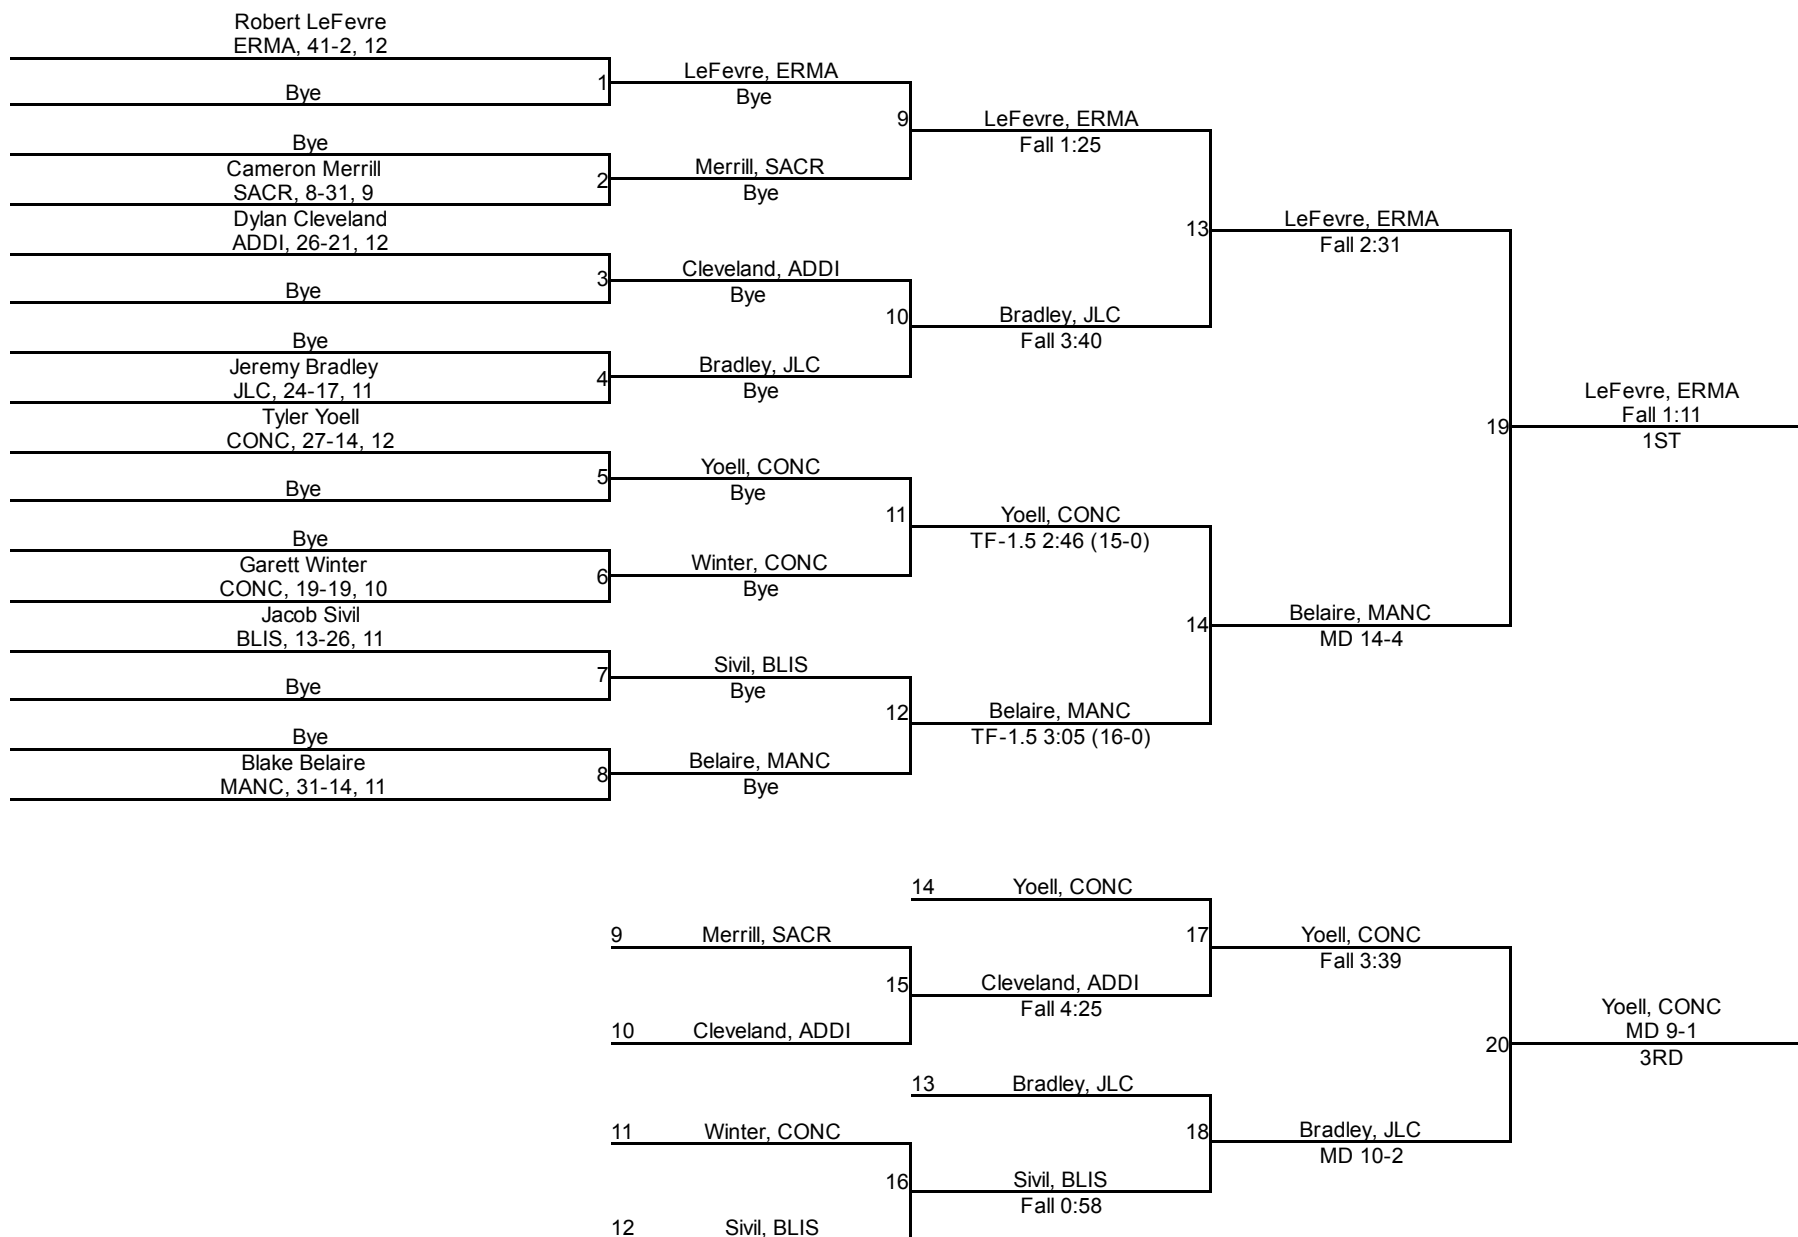 Robert LeFevre
ERMA, 41-2, 12
Bye
1
Bye
Cameron Merrill
SACR, 8-31, 9
2
Dylan Cleveland
ADDI, 26-21, 12
Bye
3
Bye
Jeremy Bradley
JLC, 24-17, 11
4
Tyler Yoell
CONC, 27-14, 12
Bye
5
Bye
Garett Winter
CONC, 19-19, 10
6
Jacob Sivil
BLIS, 13-26, 11
Bye
7
Bye
Blake Belaire
MANC, 31-14, 11
8
LeFevre, ERMA
Bye
9
Merrill, SACR
Bye
Cleveland, ADDI
Bye
10
Bradley, JLC
Bye
Yoell, CONC
Bye
11
Winter, CONC
Bye
Sivil, BLIS
Bye
12
Belaire, MANC
Bye
LeFevre, ERMA
Fall 1:25
13
Bradley, JLC
Fall 3:40
Yoell, CONC
TF-1.5 2:46 (15-0)
14
Belaire, MANC
TF-1.5 3:05 (16-0)
LeFevre, ERMA
Fall 2:31
19
Belaire, MANC
MD 14-4
LeFevre, ERMA
Fall 1:11
1ST
14 Yoell, CONC
9 Merrill, SACR
15
10 Cleveland, ADDI
Cleveland, ADDI
Fall 4:25
17
13 Bradley, JLC
11 Winter, CONC
16
12 Sivil, BLIS
Sivil, BLIS
Fall 0:58
18
Yoell, CONC
Fall 3:39
20
Bradley, JLC
MD 10-2
Yoell, CONC
MD 9-1
3RD